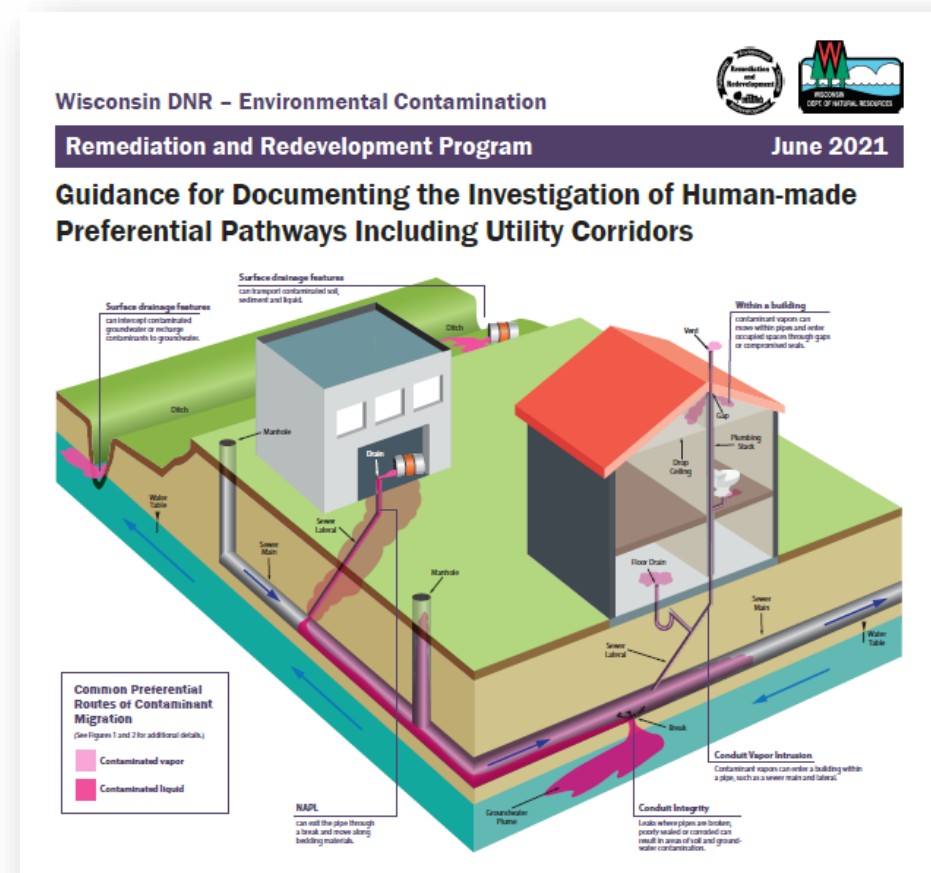 Wisconsin DNR – Environmental Contamination
Remediation and Redevelopment
WISCONSIN
DEPT. OF NATURAL RESOURCES
Remediation and Redevelopment Program
June 2021
Guidance for Documenting the Investigation of Human-made
Preferential Pathways Including Utility Corridors
Surface drainage features
can transport contaminated soil,
sediment and liquid.
Surface drainage features
can intercept contaminated
groundwater or recharge
contaminants to groundwater.
Within a building
contaminant vapors can
move within pipes and enter
occupied spaces through gaps
or compromised seals.
Vent
Ditch
Ditch
Gap
Manhole
Plumbing
Stack
Drain
Drop
Ceiling
Water
Table
Sewer
Lateral
Sewer
Main
Floor Drain
Manhole
Sewer
Main
Water
Table
Sewer
Lateral
Common Preferential
Routes of Contaminant
Migration
(See Figures 1 and 2 for additional details.)
Contaminated vapor
Contaminated liquid
Break
Conduit Vapor Intrusion
Contaminant vapors can enter a building within
a pipe, such as a sewer main and lateral.
NAPL
can exit the pipe through
a break and move along
bedding materials.
Groundwater
Plume
Conduit Integrity
Leaks where pipes are broken,
poorly sealed or corroded can
result in areas of soil and ground-
water contamination.